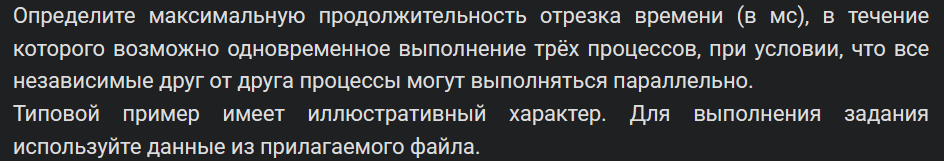 Определите максимальную продолжительность отрезка времени (в мс), в течение
которого возможно одновременное выполнение трёх процессов, при условии, что все
независимые друг от друга процессы могут выполняться параллельно.
Типовой пример имеет иллюстративный характер. Для выполнения задания
используйте данные из прилагаемого файла.